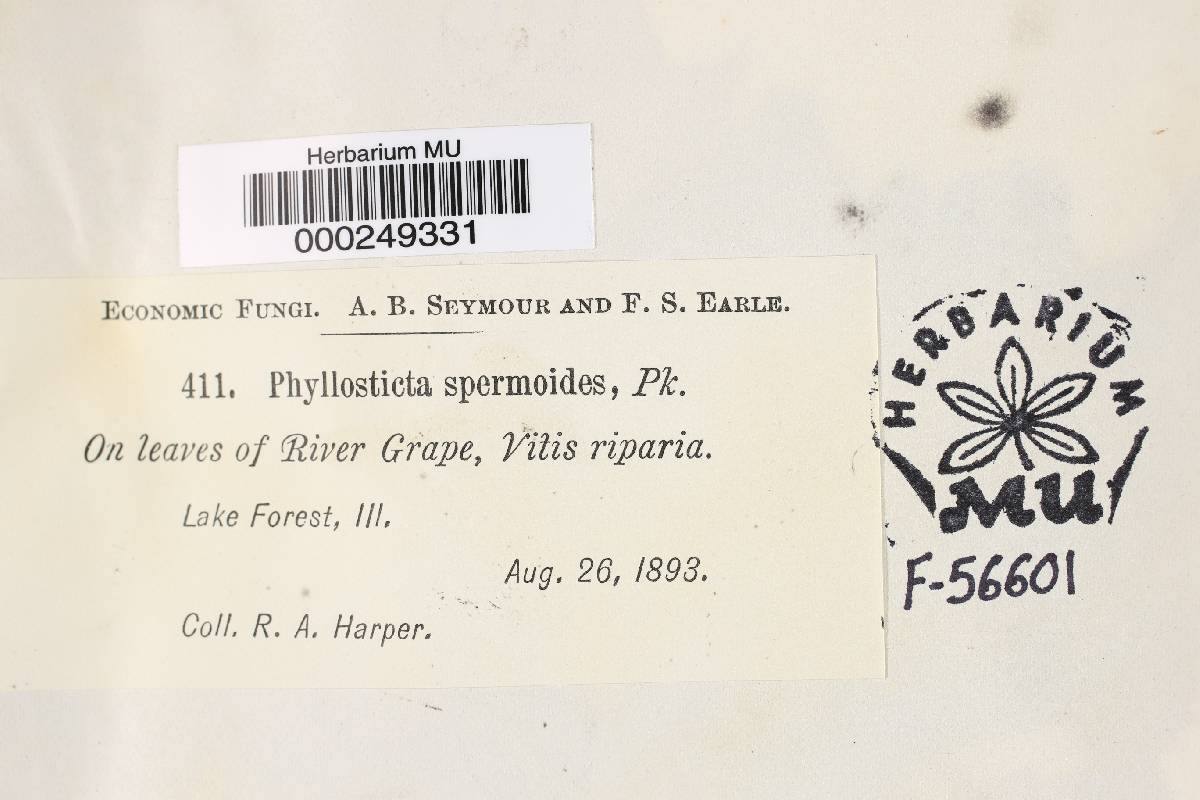 Herbarium MU
000249331
Economic Fungi. A. B. Seymour and F. S. Earle.
411. Phyllosticta spermoides, Pk.
On leaves of River Grape, Vitis riparia.
Lake Forest, Ill.
Aug. 26, 1893.
Coll. R. A. Harper.
HERBARIUM
MU
F-56601